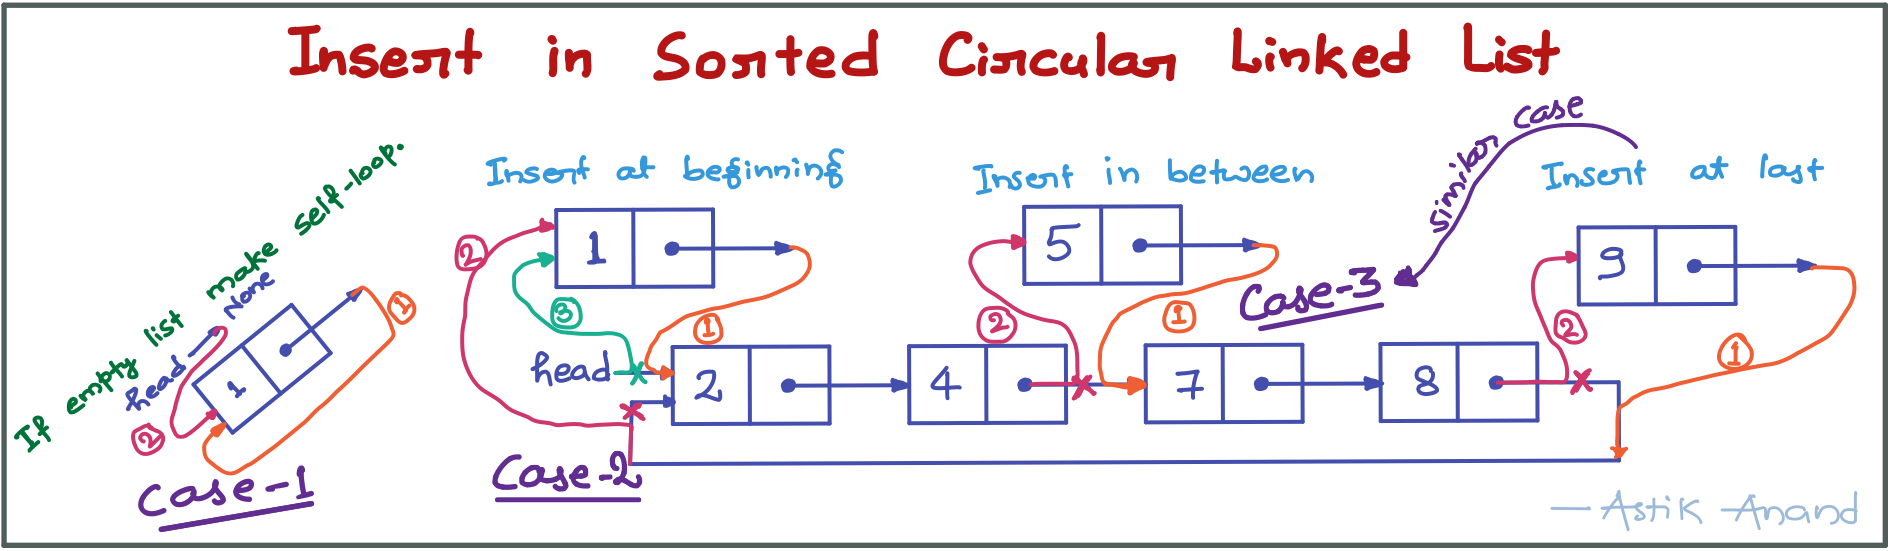 Insert in Sorted Circular Linked List
If empty list make self-loop.
head
None
1
1
2
Case-1
Insert at beginning
1
2
3
1
head
2
4
7
8
Case-2
Insert in between
5
2
1
Case-3
similar case
Insert at last
9
2
1
— Astik Anand